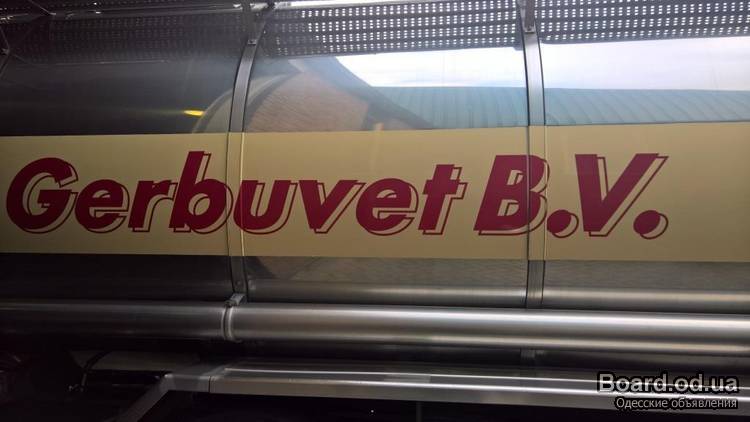 Gerbuvet B.V.
Board.od.ua
Одесские объявления